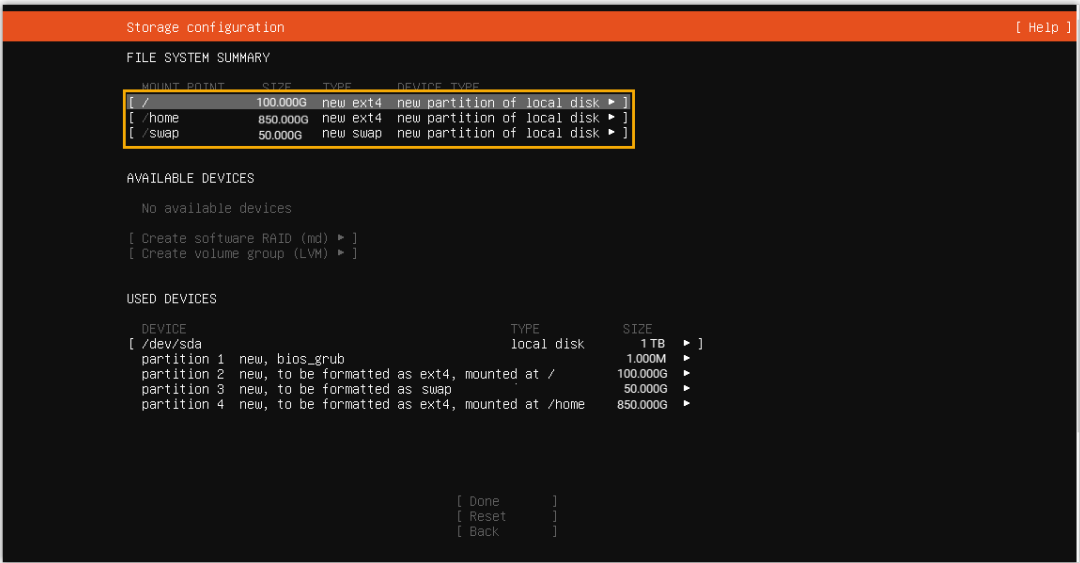 Storage configuration [ Help ]
FILE SYSTEM SUMMARY
MOUNT POINT SIZE TYPE DEVICE TYPE
[ / 100.000G new ext4 new partition of local disk ▸ ]
[ /home 850.000G new ext4 new partition of local disk ▸ ]
[ /swap 50.000G new swap new partition of local disk ▸ ]
AVAILABLE DEVICES
No available devices
[ Create software RAID (md) ▸ ]
[ Create volume group (LVM) ▸ ]
USED DEVICES
DEVICE TYPE SIZE
[ /dev/sda local disk 1 TB ▸ ]
partition 1 new, bios_grub 1.000M ▸
partition 2 new, to be formatted as ext4, mounted at / 100.000G ▸
partition 3 new, to be formatted as swap 50.000G ▸
partition 4 new, to be formatted as ext4, mounted at /home 850.000G ▸
[ Done ]
[ Reset ]
[ Back ]